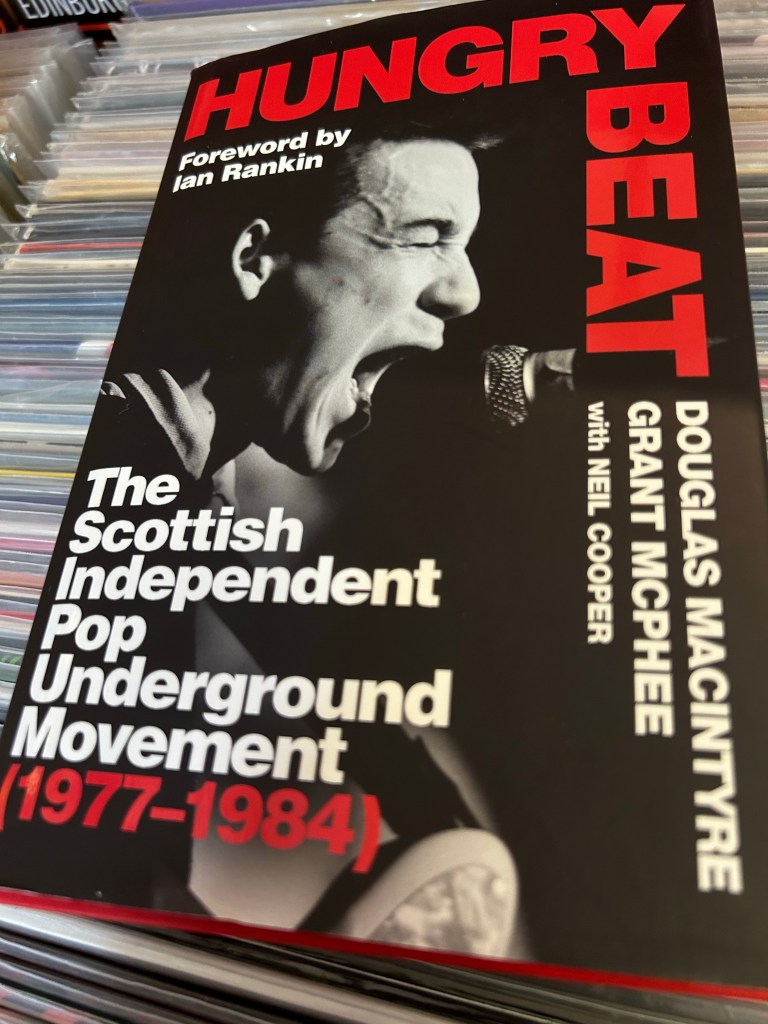 EDINBURG
HUNGRY
BEAT
Foreword by
Ian Rankin
DOUGLAS MACINTYRE
GRANT MCPHEE
with NEIL COOPER
The
Scottish
Independent
Pop
Underground
Movement
(1977–1984)